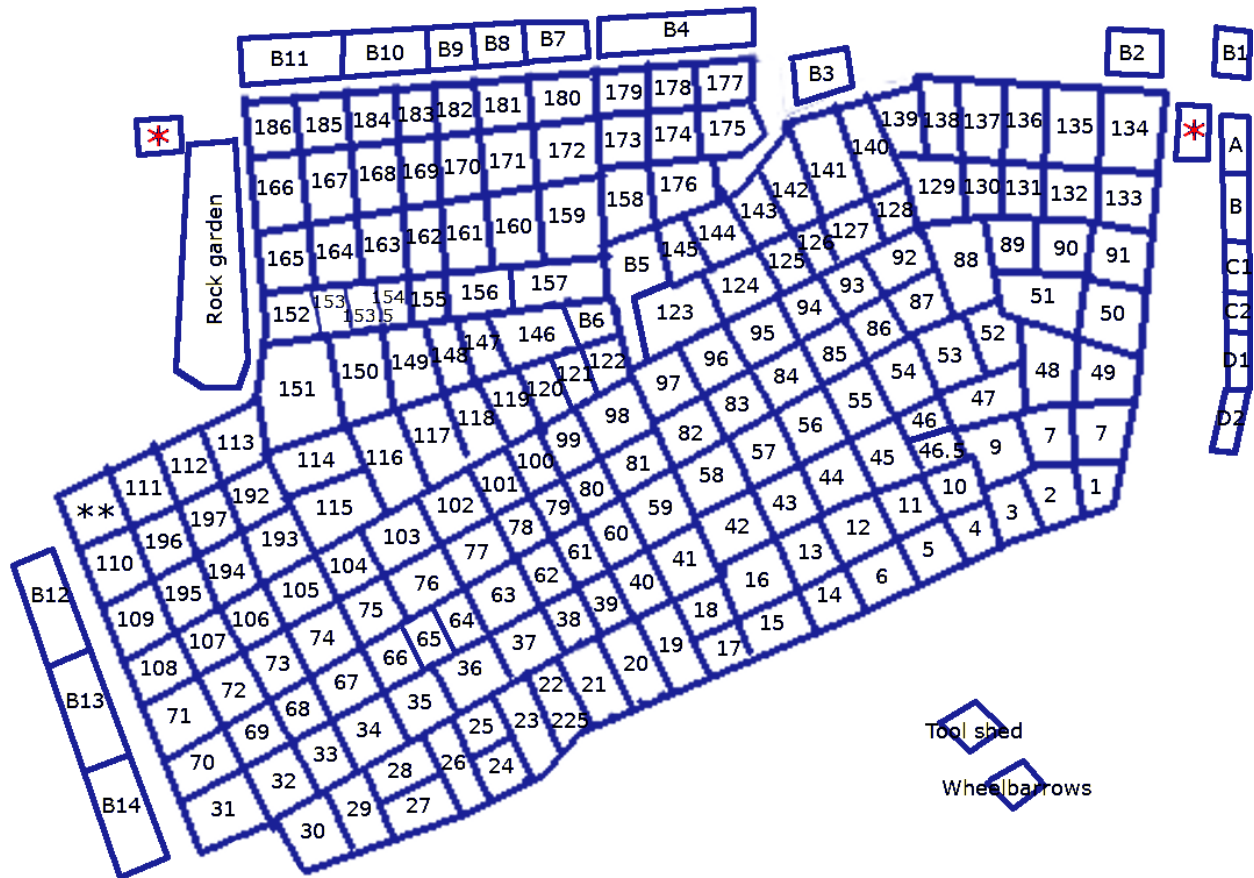 B11 B10 B9 B8 B7 B4 B3 B2 B1
186 185 184 183 182 181 180 179 178 177
139 138 137 136 135 134
* *
A
166 167 168 169 170 171 172 173 174 175
142 141 140
129 130 131 132 133
B
165 164 163 162 161 160 159 158 176
145 144 143 125 126 127 128
88 89 90 91
C1
Rock garden
152 153 153.5 154 155 156 157 B5
123 124 93 92
51 50
C2
151 150 149 148 147 146 B6
122 97 96 95 94 86 87
53 52 48 49
D1
113 114 116 117 118 119 120 121
98 83 84 85 55 54 46 47
D2
** 111 112 192 115
102 101 100 99 81 82 57 56
45 46.5 9 7 7
110 196 197 193 104 103
78 79 80 59 58
43 44 11 10 3 2 1
B12
109 195 194 105 76 77
61 60 42 13 12 5 4
108 107 106 74 75
63 62 40 41 16 14 6
B13
71 72 73 67 66 65 64
37 38 39 19 18 17 15
70 69 68 34 35 36
22 21 20
31 32 33 28 25 23 225
B14
30 29 27 26 24
Tool shed
Wheelbarrows